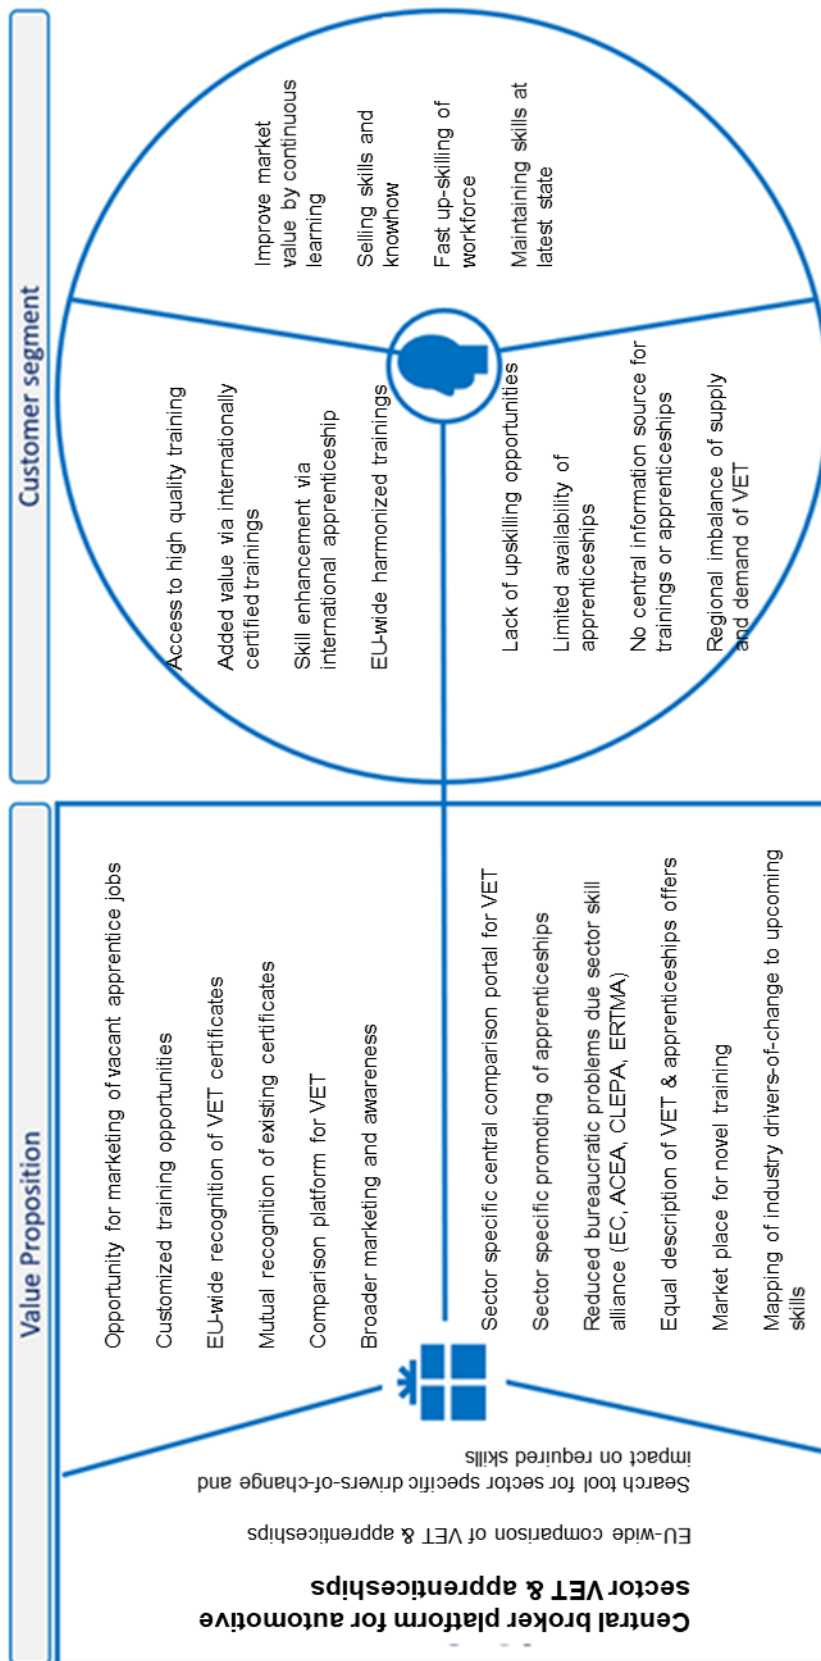 Value Proposition
Opportunity for marketing of vacant apprentice jobs
Customized training opportunities
EU-wide recognition of VET certificates
Mutual recognition of existing certificates
Comparison platform for VET
Broader marketing and awareness
Central broker platform for automotive
sector VET & apprenticeships
EU-wide comparison of VET & apprenticeships
Search tool for sector specific drivers-of-change and
impact on required skills
Sector specific central comparison portal for VET
Sector specific promoting of apprenticeships
Reduced bureaucratic problems due sector skill
alliance (EC, ACEA, CLEPA, ERTMA)
Equal description of VET & apprenticeships offers
Market place for novel training
Mapping of industry drivers-of-change to upcoming
skills
Customer segment
Access to high quality training
Added value via internationally
certified trainings
Skill enhancement via
international apprenticeship
EU-wide harmonized trainings
Improve market
value by continuous
learning
Selling skills and
knowhow
Fast up-skilling of
workforce
Maintaining skills at
latest state
Lack of upskilling opportunities
Limited availability of
apprenticeships
No central information source for
trainings or apprenticeships
Regional imbalance of supply
and demand of VET